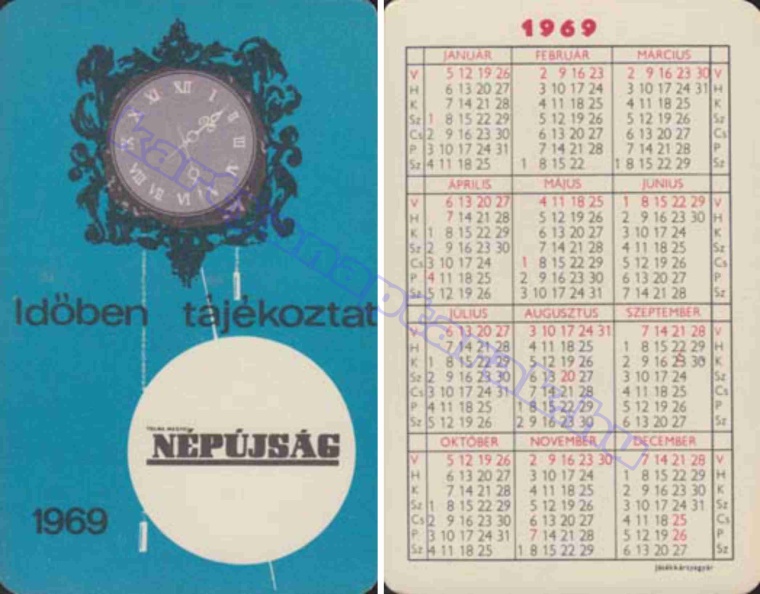 XI XII I
X II
IX III
VIII IV
VII VI V
Időben tájékoztat
TOLNA MEGYEI
NÉPÚJSÁG
1969
1969
JANUÁR FEBRUÁR MÁRCIUS
V 5 12 19 26 2 9 16 23 2 9 16 23 30 V
H 6 13 20 27 3 10 17 24 3 10 17 24 31 H
K 7 14 21 28 4 11 18 25 4 11 18 25 K
Sz 1 8 15 22 29 5 12 19 26 5 12 19 26 Sz
Cs 2 9 16 23 30 6 13 20 27 6 13 20 27 Cs
P 3 10 17 24 31 7 14 21 28 7 14 21 28 P
Sz 4 11 18 25 1 8 15 22 1 8 15 22 29 Sz
ÁPRILIS MÁJUS JÚNIUS
V 6 13 20 27 4 11 18 25 1 8 15 22 29 V
H 7 14 21 28 5 12 19 26 2 9 16 23 30 H
K 1 8 15 22 29 6 13 20 27 3 10 17 24 K
Sz 2 9 16 23 30 7 14 21 28 4 11 18 25 Sz
Cs 3 10 17 24 1 8 15 22 29 5 12 19 26 Cs
P 4 11 18 25 2 9 16 23 30 6 13 20 27 P
Sz 5 12 19 26 3 10 17 24 31 7 14 21 28 Sz
JÚLIUS AUGUSZTUS SZEPTEMBER
V 6 13 20 27 3 10 17 24 31 7 14 21 28 V
H 7 14 21 28 4 11 18 25 1 8 15 22 29 H
K 1 8 15 22 29 5 12 19 26 2 9 16 23 30 K
Sz 2 9 16 23 30 6 13 20 27 3 10 17 24 Sz
Cs 3 10 17 24 31 7 14 21 28 4 11 18 25 Cs
P 4 11 18 25 1 8 15 22 29 5 12 19 26 P
Sz 5 12 19 26 2 9 16 23 30 6 13 20 27 Sz
OKTÓBER NOVEMBER DECEMBER
V 5 12 19 26 2 9 16 23 30 7 14 21 28 V
H 6 13 20 27 3 10 17 24 1 8 15 22 29 H
K 7 14 21 28 4 11 18 25 2 9 16 23 30 K
Sz 1 8 15 22 29 5 12 19 26 3 10 17 24 31 Sz
Cs 2 9 16 23 30 6 13 20 27 4 11 18 25 Cs
P 3 10 17 24 31 7 14 21 28 5 12 19 26 P
Sz 4 11 18 25 1 8 15 22 29 6 13 20 27 Sz
Játékkártyagyár